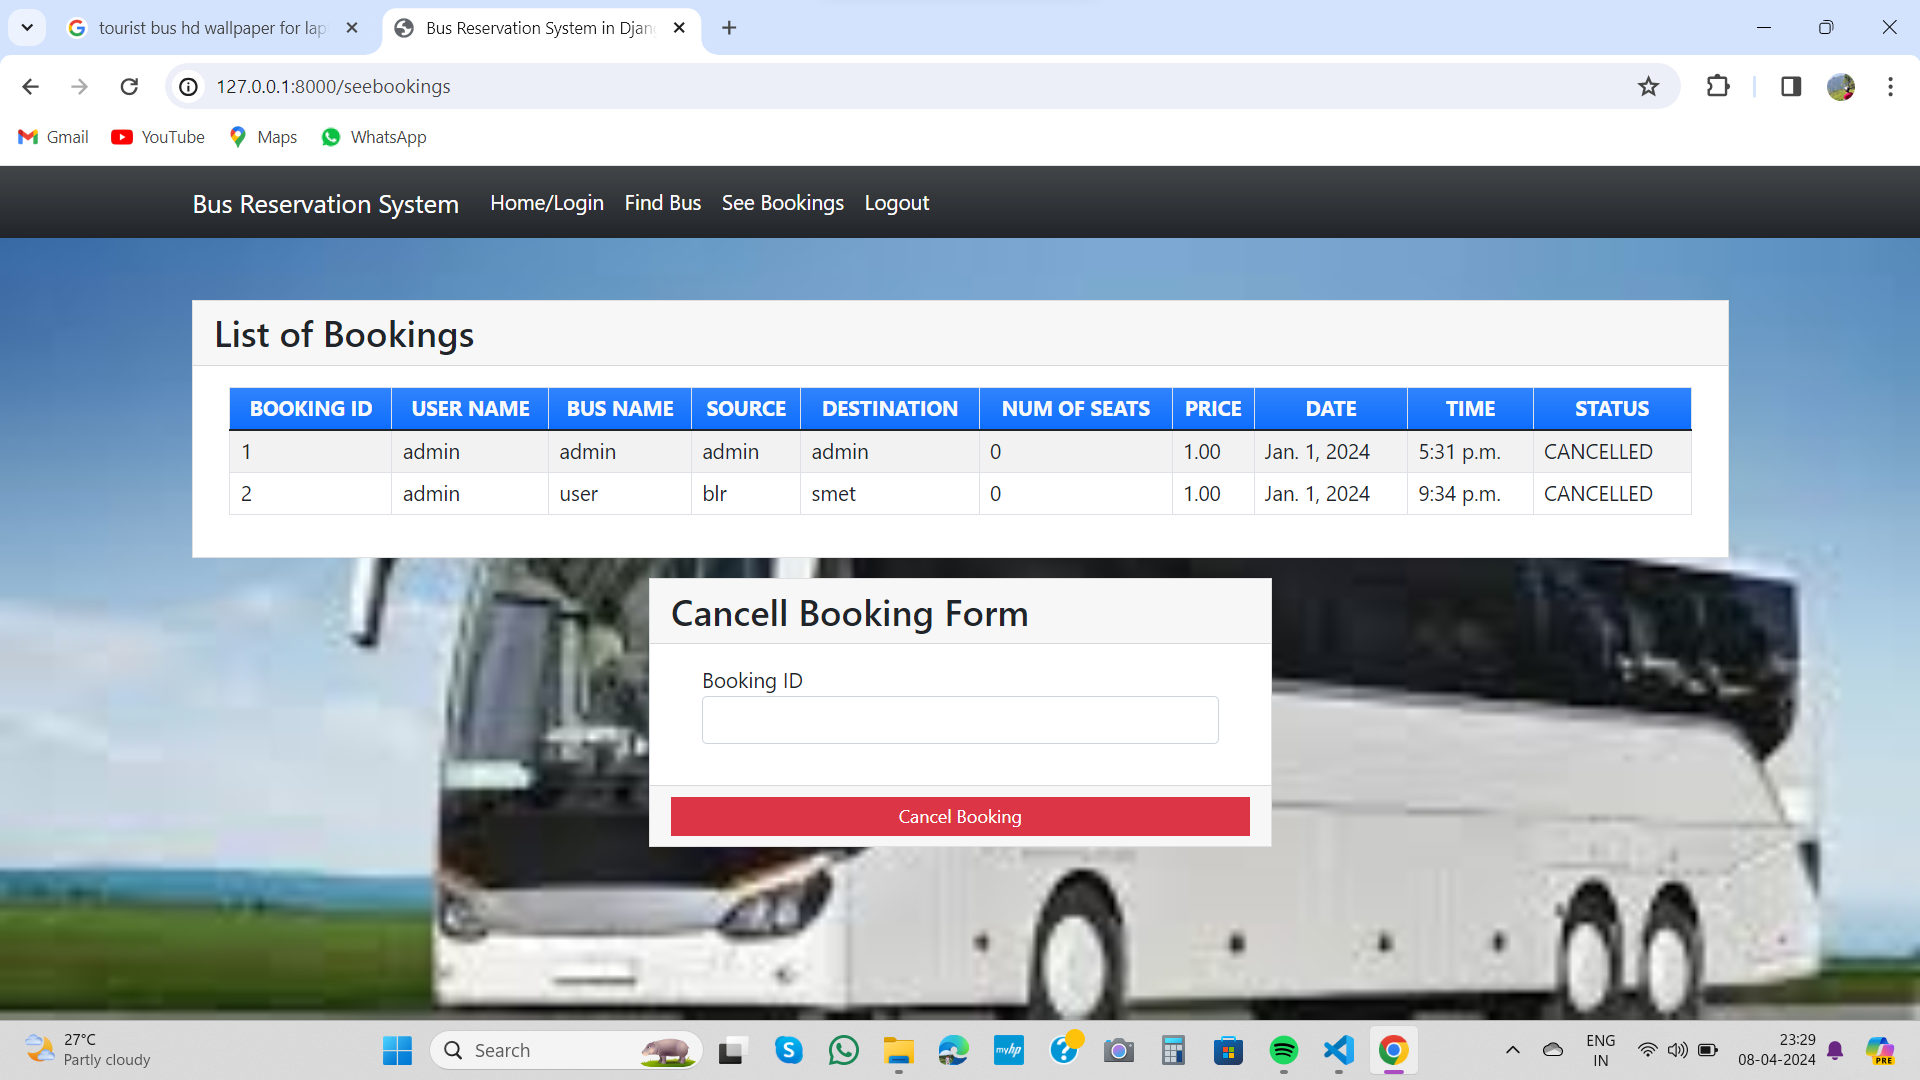 tourist bus hd wallpaper for lap
Bus Reservation System in Djan
127.0.0.1:8000/seebookings
Gmail YouTube Maps WhatsApp
Bus Reservation System Home/Login Find Bus See Bookings Logout
List of Bookings
BOOKING ID USER NAME BUS NAME SOURCE DESTINATION NUM OF SEATS PRICE DATE TIME STATUS
1 admin admin admin admin 0 1.00 Jan. 1, 2024 5:31 p.m. CANCELLED
2 admin user blr smet 0 1.00 Jan. 1, 2024 9:34 p.m. CANCELLED
Cancell Booking Form
Booking ID
Cancel Booking
27°C
Partly cloudy
Search
myhp
ENG
IN
23:29
08-04-2024
PRE